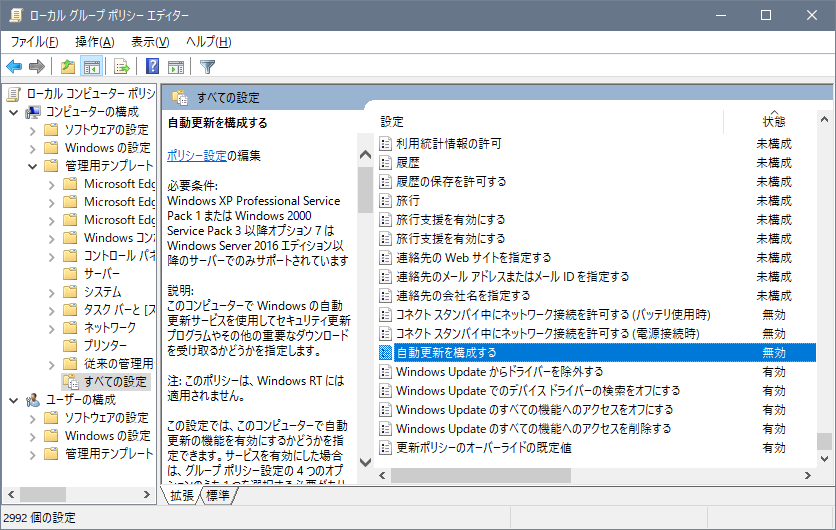 ローカル グループ ポリシー エディター
ファイル(F) 操作(A) 表示(V) ヘルプ(H)
ローカル コンピューター ポリシ
コンピューターの構成
ソフトウェアの設定
Windows の設定
管理用テンプレート
Microsoft Edg
Microsoft Edg
Microsoft Edg
Windows コン
コントロール パネ
サーバー
システム
タスク バーと [ス
ネットワーク
プリンター
従来の管理用
すべての設定
ユーザーの構成
ソフトウェアの設定
Windows の設定
管理用テンプレート
すべての設定
自動更新を構成する
ポリシー設定の編集
必要条件:
Windows XP Professional Service
Pack 1 または Windows 2000
Service Pack 3 以降オプション 7 は
Windows Server 2016 エディション以
降のサーバーでのみサポートされています
説明:
このコンピューターで Windows の自動
更新サービスを使用してセキュリティ更新
プログラムやその他の重要なダウンロード
を受け取るかどうかを指定します。
注: このポリシーは、Windows RT には
適用されません。
この設定では、このコンピューターで自動
更新の機能を有効にするかどうかを指
定できます。サービスを有効にした場合
は、グループ ポリシー設定の 4 つのオプ
設定 状態
利用統計情報の許可 未構成
履歴 未構成
履歴の保存を許可する 未構成
旅行 未構成
旅行支援を有効にする 未構成
旅行支援を有効にする 未構成
連絡先の Web サイトを指定する 未構成
連絡先のメール アドレスまたはメール ID を指定する 未構成
連絡先の会社名を指定する 未構成
コネクト スタンバイ中にネットワーク接続を許可する (バッテリ使用時) 無効
コネクト スタンバイ中にネットワーク接続を許可する (電源接続時) 無効
自動更新を構成する 無効
Windows Update からドライバーを除外する 有効
Windows Update でのデバイス ドライバーの検索をオフにする 有効
Windows Update のすべての機能へのアクセスをオフにする 有効
Windows Update のすべての機能へのアクセスを削除する 有効
更新ポリシーのオーバーライドの既定値 有効
拡張 標準
2992 個の設定